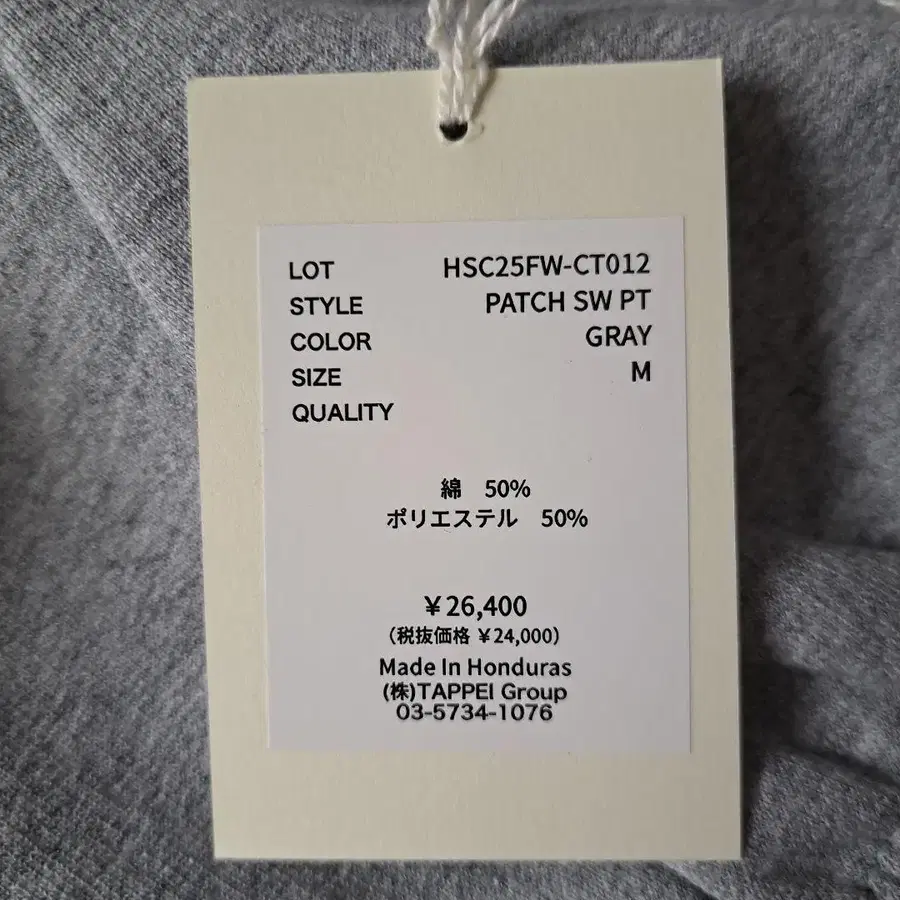 LOT HSC25FW-CT012
STYLE PATCH SW PT
COLOR GRAY
SIZE M
QUALITY
綿 50%
ポリエステル 50%
￥26,400
（税抜価格 ￥24,000）
Made In Honduras
(株)TAPPEI Group
03-5734-1076